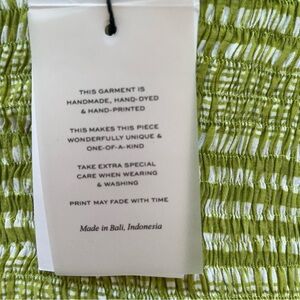 THIS GARMENT IS
HANDMADE, HAND-DYED
& HAND-PRINTED
THIS MAKES THIS PIECE
WONDERFULLY UNIQUE &
ONE-OF-A-KIND
TAKE EXTRA SPECIAL
CARE WHEN WEARING
& WASHING
PRINT MAY FADE WITH TIME
Made in Bali, Indonesia